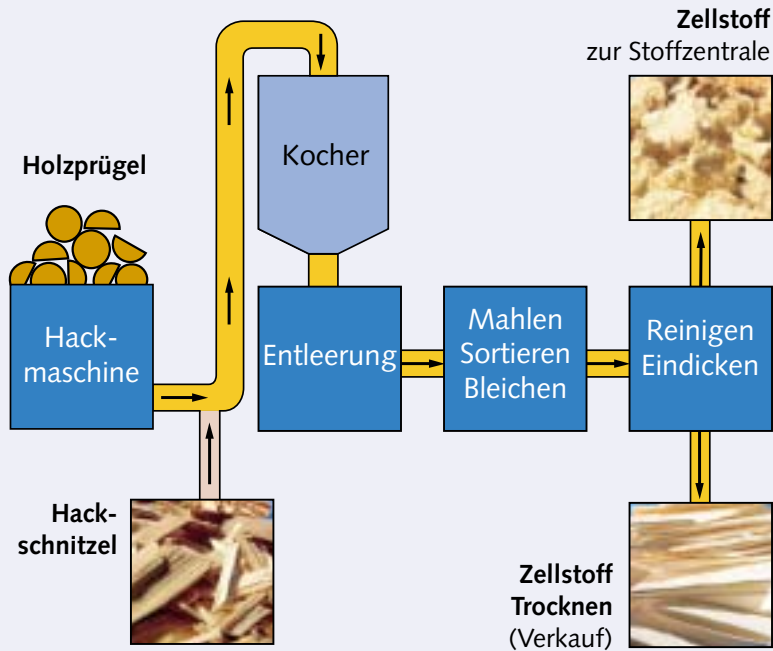 Zellstoff
zur Stoffzentrale
Kocher
Holzprügel
Hack-
maschine
Entleerung
Mahlen
Sortieren
Bleichen
Reinigen
Eindicken
Hack-
schnitzel
Zellstoff
Trocknen
(Verkauf)